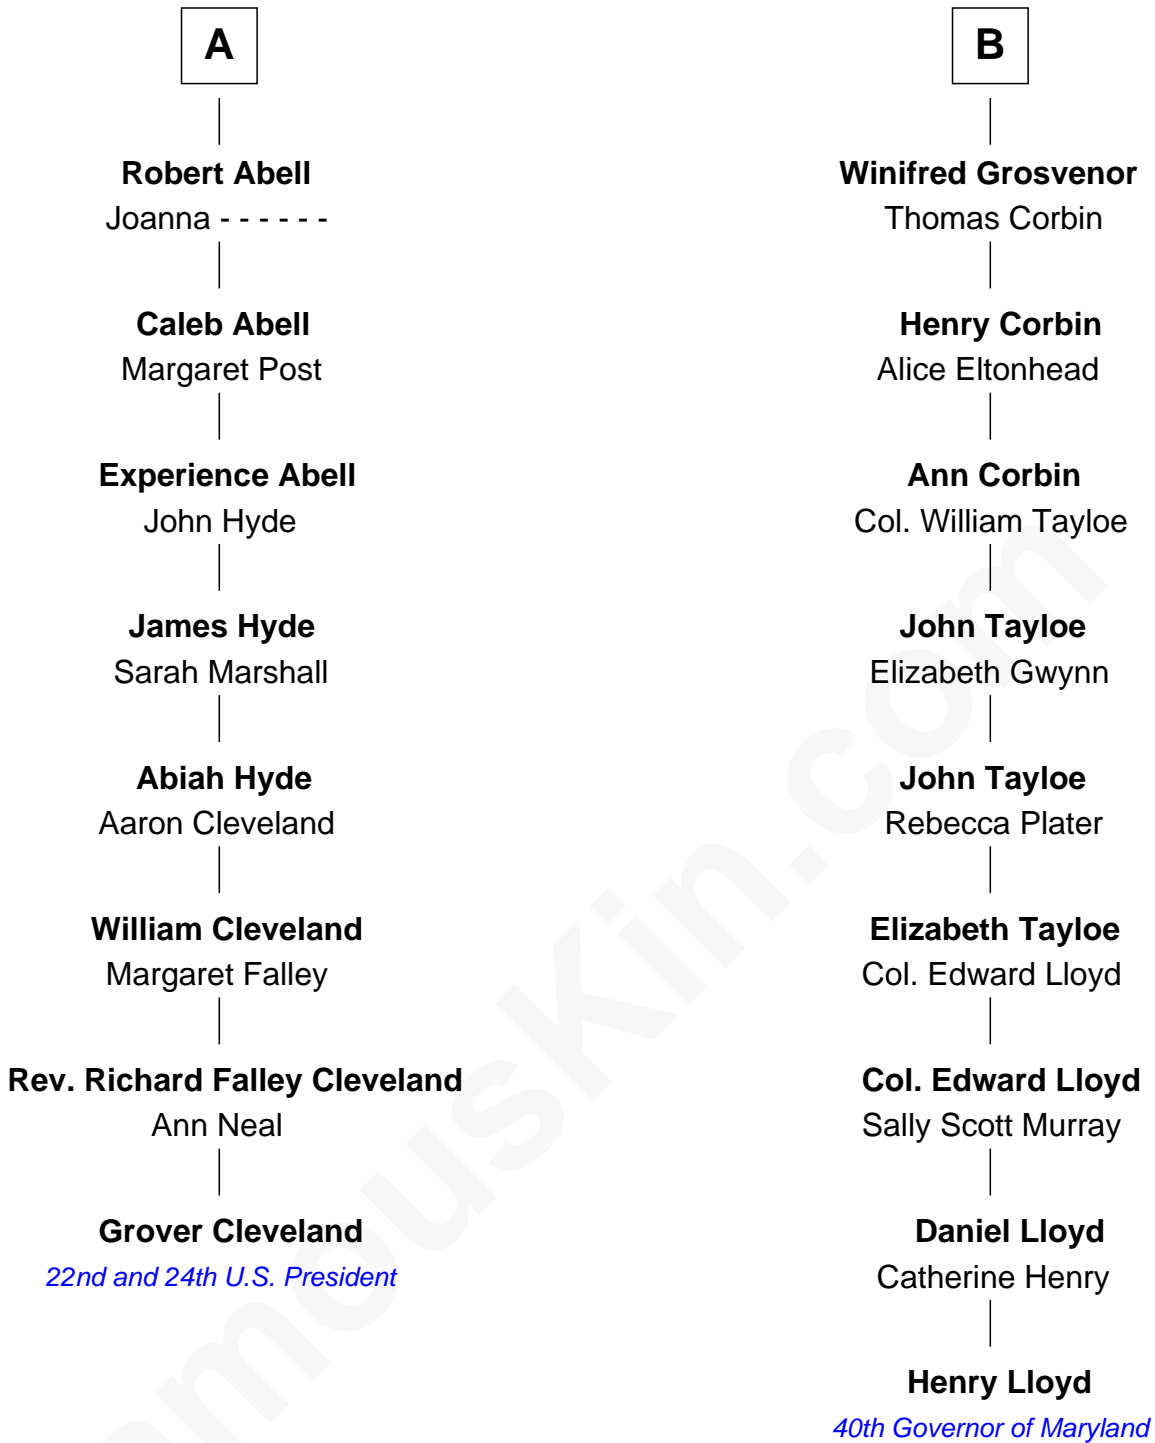 A
Robert Abell
Joanna - - - - - -
Caleb Abell
Margaret Post
Experience Abell
John Hyde
James Hyde
Sarah Marshall
Abiah Hyde
Aaron Cleveland
William Cleveland
Margaret Falley
Rev. Richard Falley Cleveland
Ann Neal
Grover Cleveland
22nd and 24th U.S. President
B
Winifred Grosvenor
Thomas Corbin
Henry Corbin
Alice Eltonhead
Ann Corbin
Col. William Tayloe
John Tayloe
Elizabeth Gwynn
John Tayloe
Rebecca Plater
Elizabeth Tayloe
Col. Edward Lloyd
Col. Edward Lloyd
Sally Scott Murray
Daniel Lloyd
Catherine Henry
Henry Lloyd
40th Governor of Maryland
amousKin.com